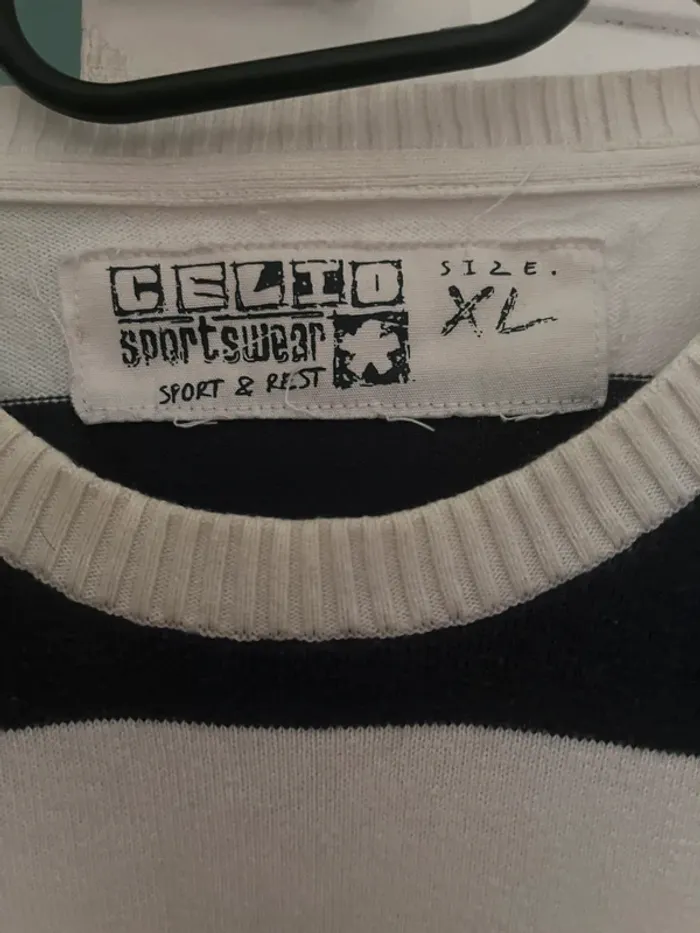 CELIO
sportswear
SPORT & REST
SIZE.
XL